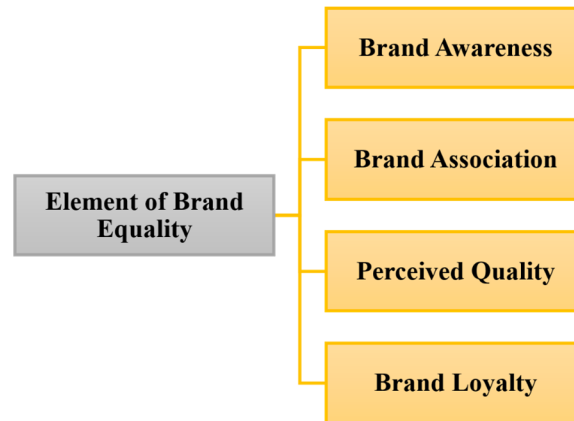 Brand Awareness
Brand Association
Element of Brand
Equality
Perceived Quality
Brand Loyalty